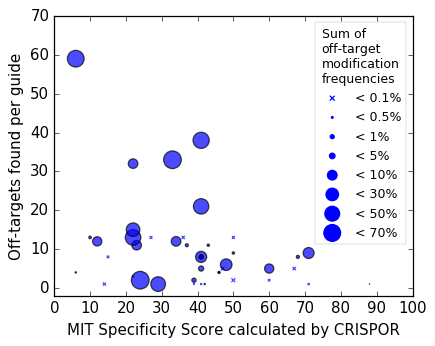 70
60
50
40
30
20
10
0
Off-targets found per guide
0 10 20 30 40 50 60 70 80 90 100
MIT Specificity Score calculated by CRISPOR
Sum of
off-target
modification
frequencies
< 0.1%
< 0.5%
< 1%
< 5%
< 10%
< 30%
< 50%
< 70%